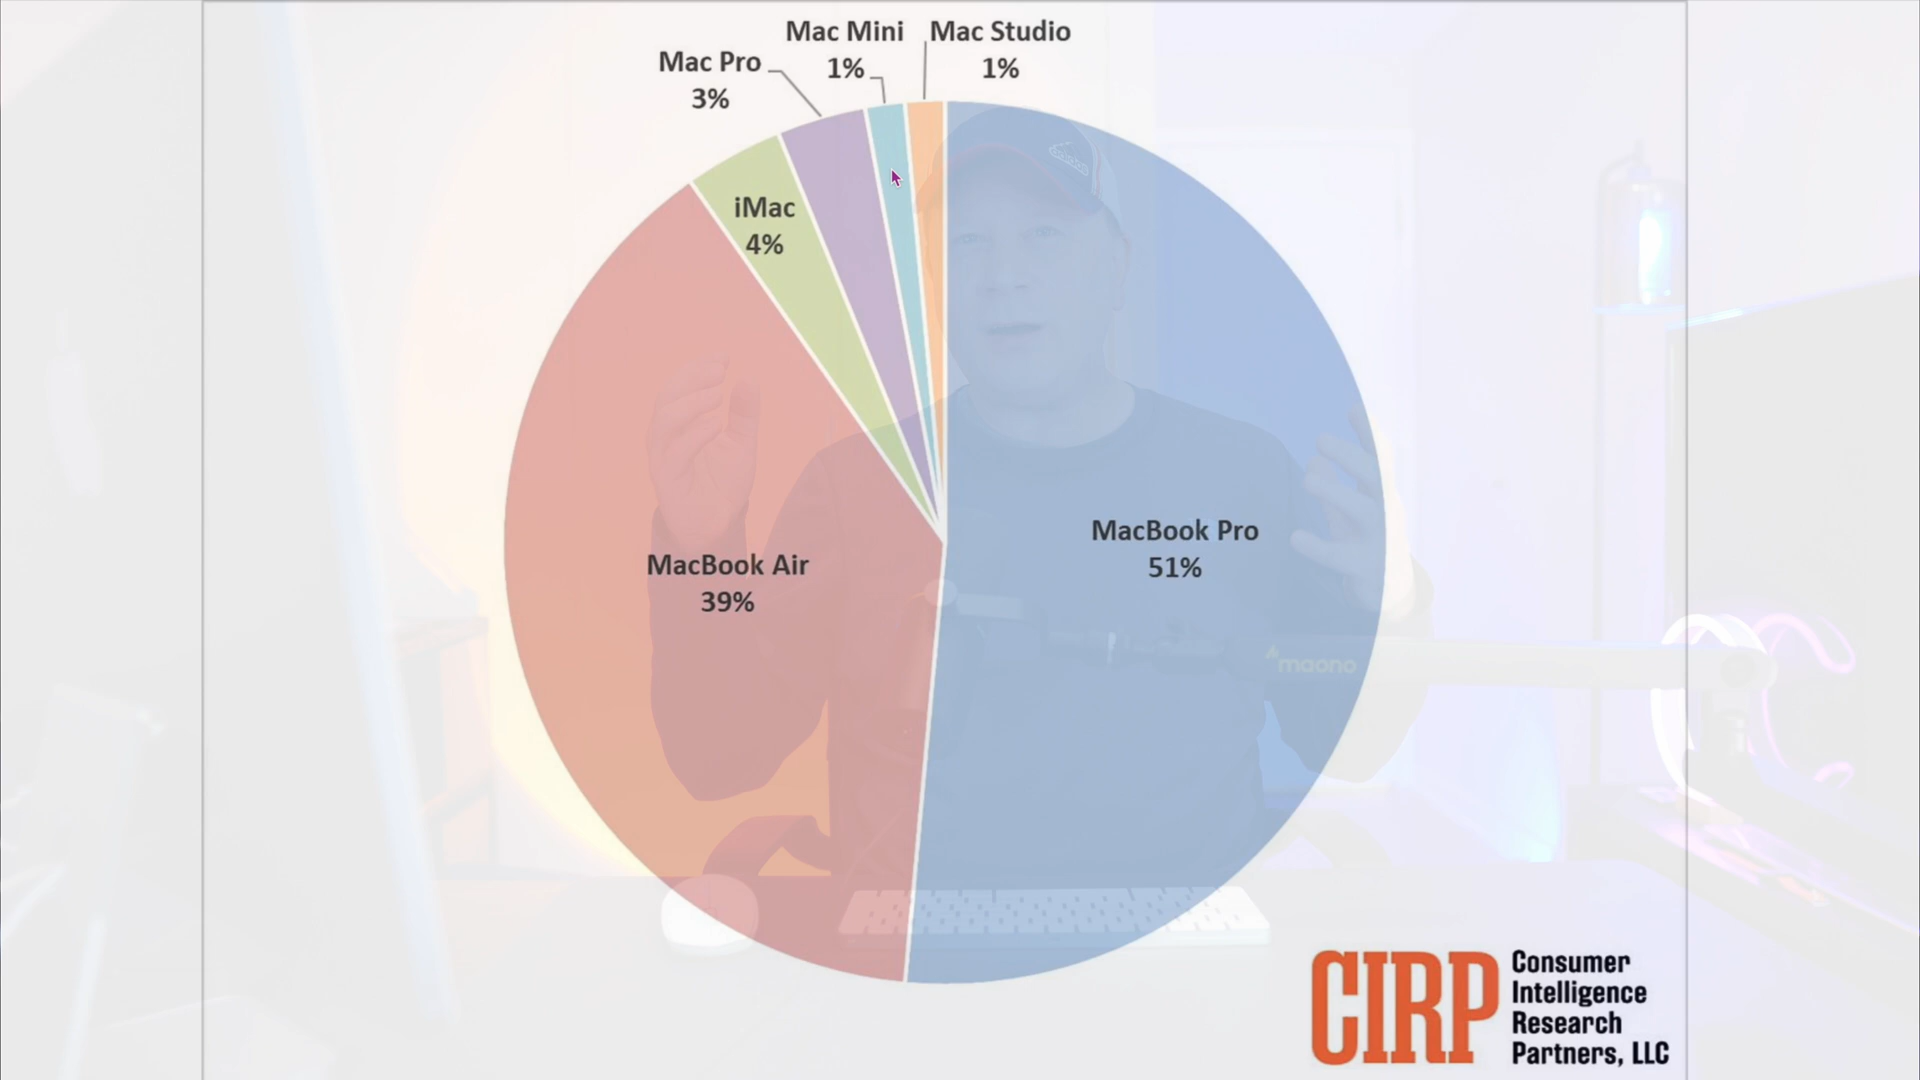 Mac Mini
1%
Mac Studio
1%
Mac Pro
3%
iMac
4%
MacBook Pro
51%
MacBook Air
39%
maono
CIRP
Consumer
Intelligence
Research
Partners, LLC